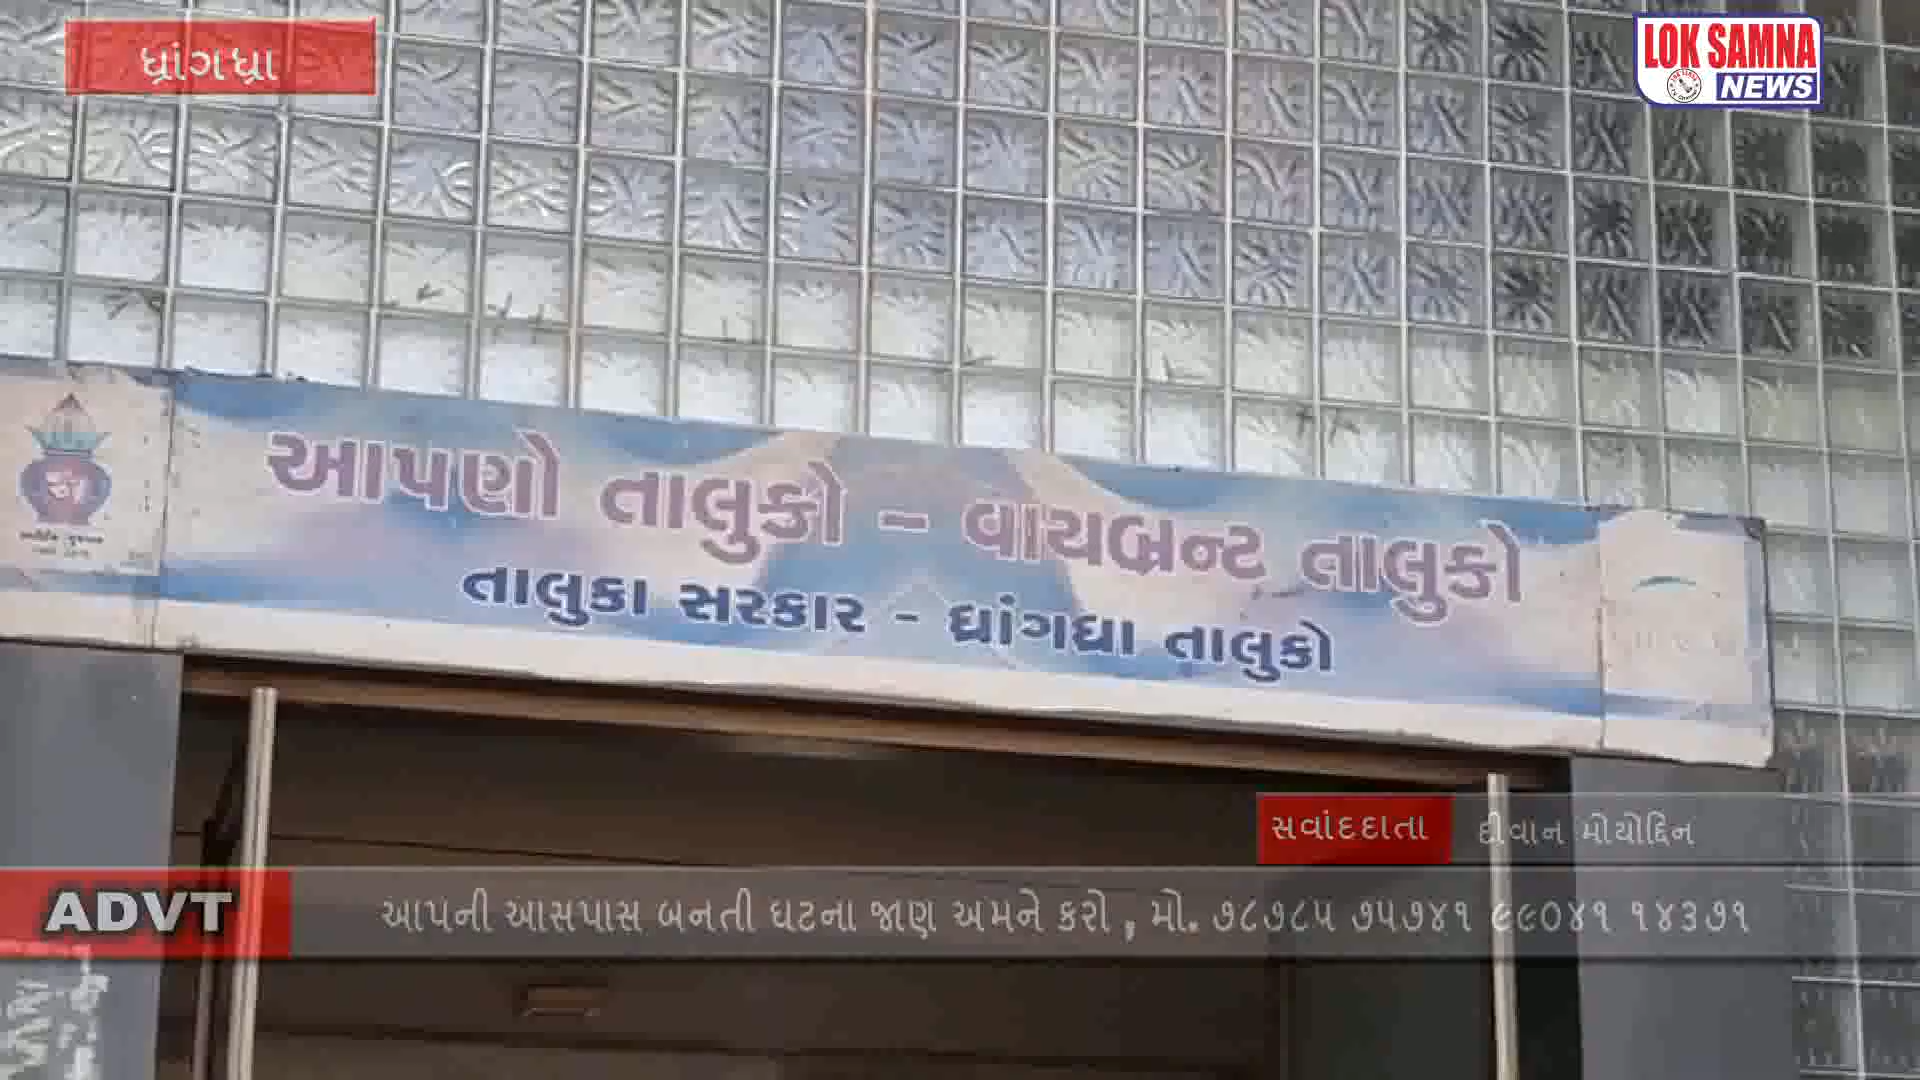 ધ્રાંગધ્રા
LOK SAMNA
NEWS
આપણો તાલુકો – વાયબ્રન્ટ તાલુકો
તાલુકા સરકાર - ધ્રાંગધ્રા તાલુકો
સવાંદદાતા દીવાન મોયોદ્દિન
ADVT આપની આસપાસ બનતી ઘટના જાણ અમને કરો , મો. ૭૮૭૮૫ ૭૫૭૪૧ ૯૯૦૪૧ ૧૪૩૭૧